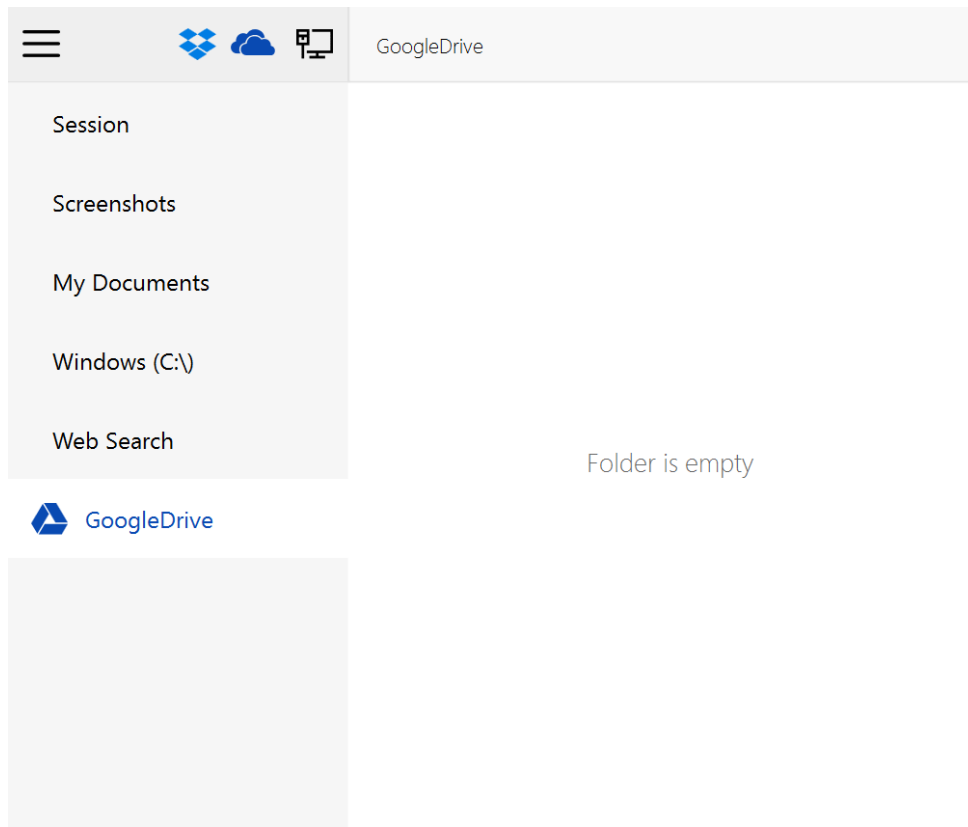 GoogleDrive
Session
Screenshots
My Documents
Windows (C:\)
Web Search
GoogleDrive
Folder is empty